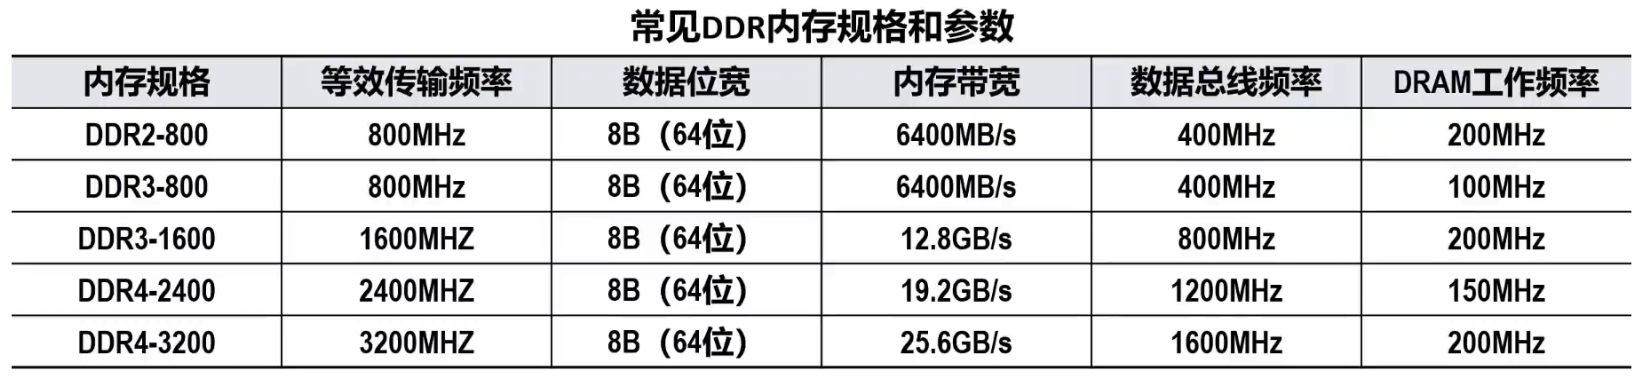 常见DDR内存规格和参数
内存规格 等效传输频率 数据位宽 内存带宽 数据总线频率 DRAM工作频率
DDR2-800 800MHz 8B（64位） 6400MB/s 400MHz 200MHz
DDR3-800 800MHz 8B（64位） 6400MB/s 400MHz 100MHz
DDR3-1600 1600MHZ 8B（64位） 12.8GB/s 800MHz 200MHz
DDR4-2400 2400MHZ 8B（64位） 19.2GB/s 1200MHz 150MHz
DDR4-3200 3200MHZ 8B（64位） 25.6GB/s 1600MHz 200MHz